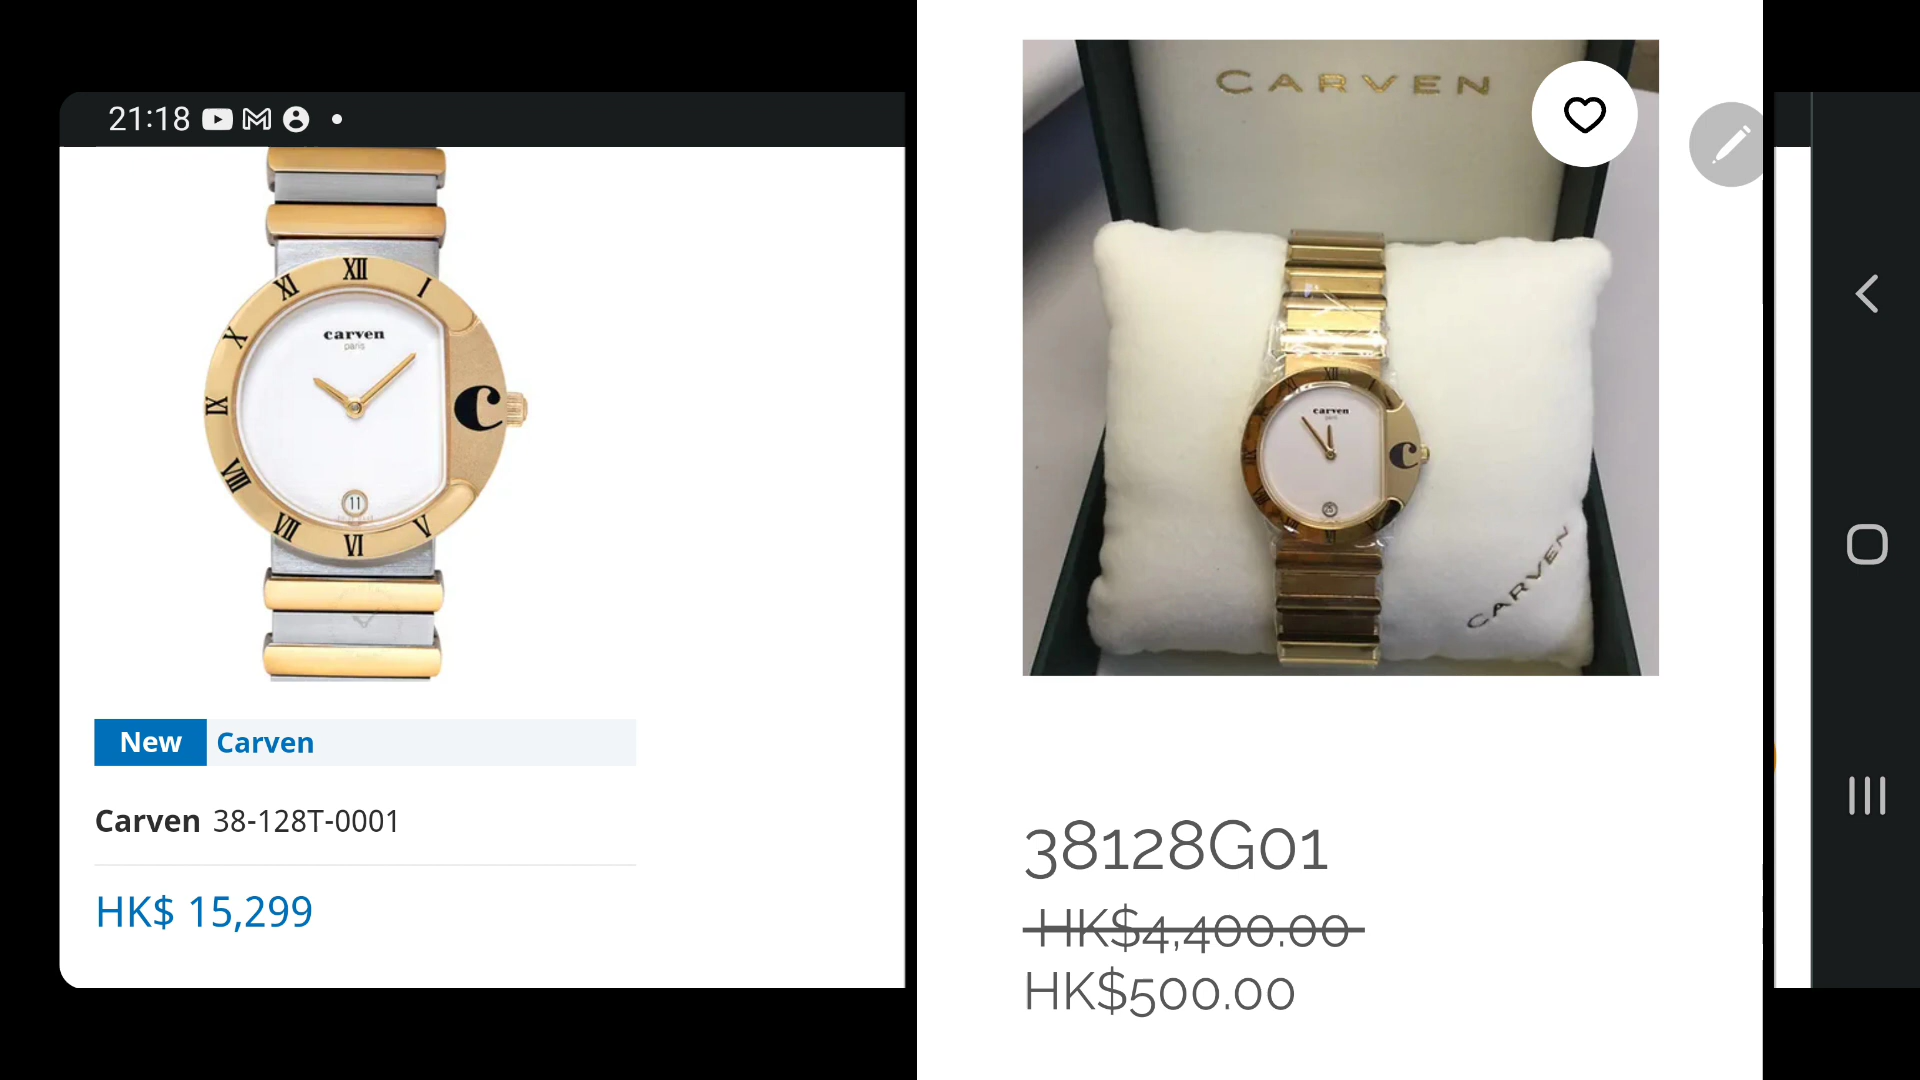 21:18
XII
I
XI
X
IX
VIII
VII
VI
V
carven
paris
c
11
New Carven
Carven 38-128T-0001
HK$ 15,299
CARVEN
carven
paris
c
CARVEN
38128G01
HK$4,400.00
HK$500.00